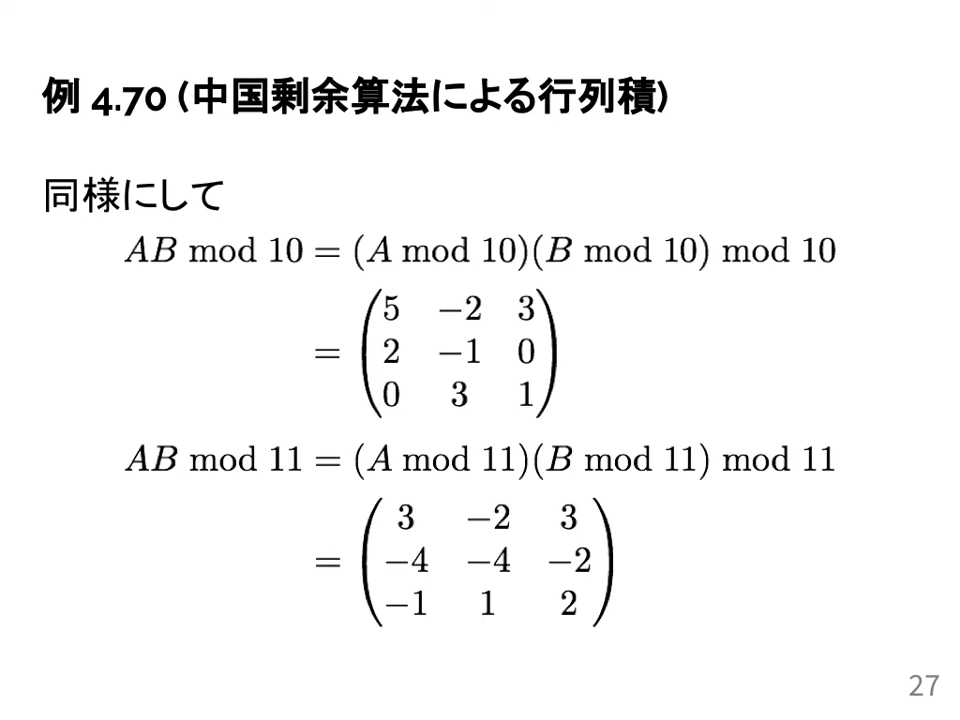 例 4.70 (中国剰余算法による行列積)
同様にして
AB mod 10 = (A mod 10)(B mod 10) mod 10
5 −2 3
= 2 −1 0
0 3 1
AB mod 11 = (A mod 11)(B mod 11) mod 11
3 −2 3
= −4 −4 −2
−1 1 2
27